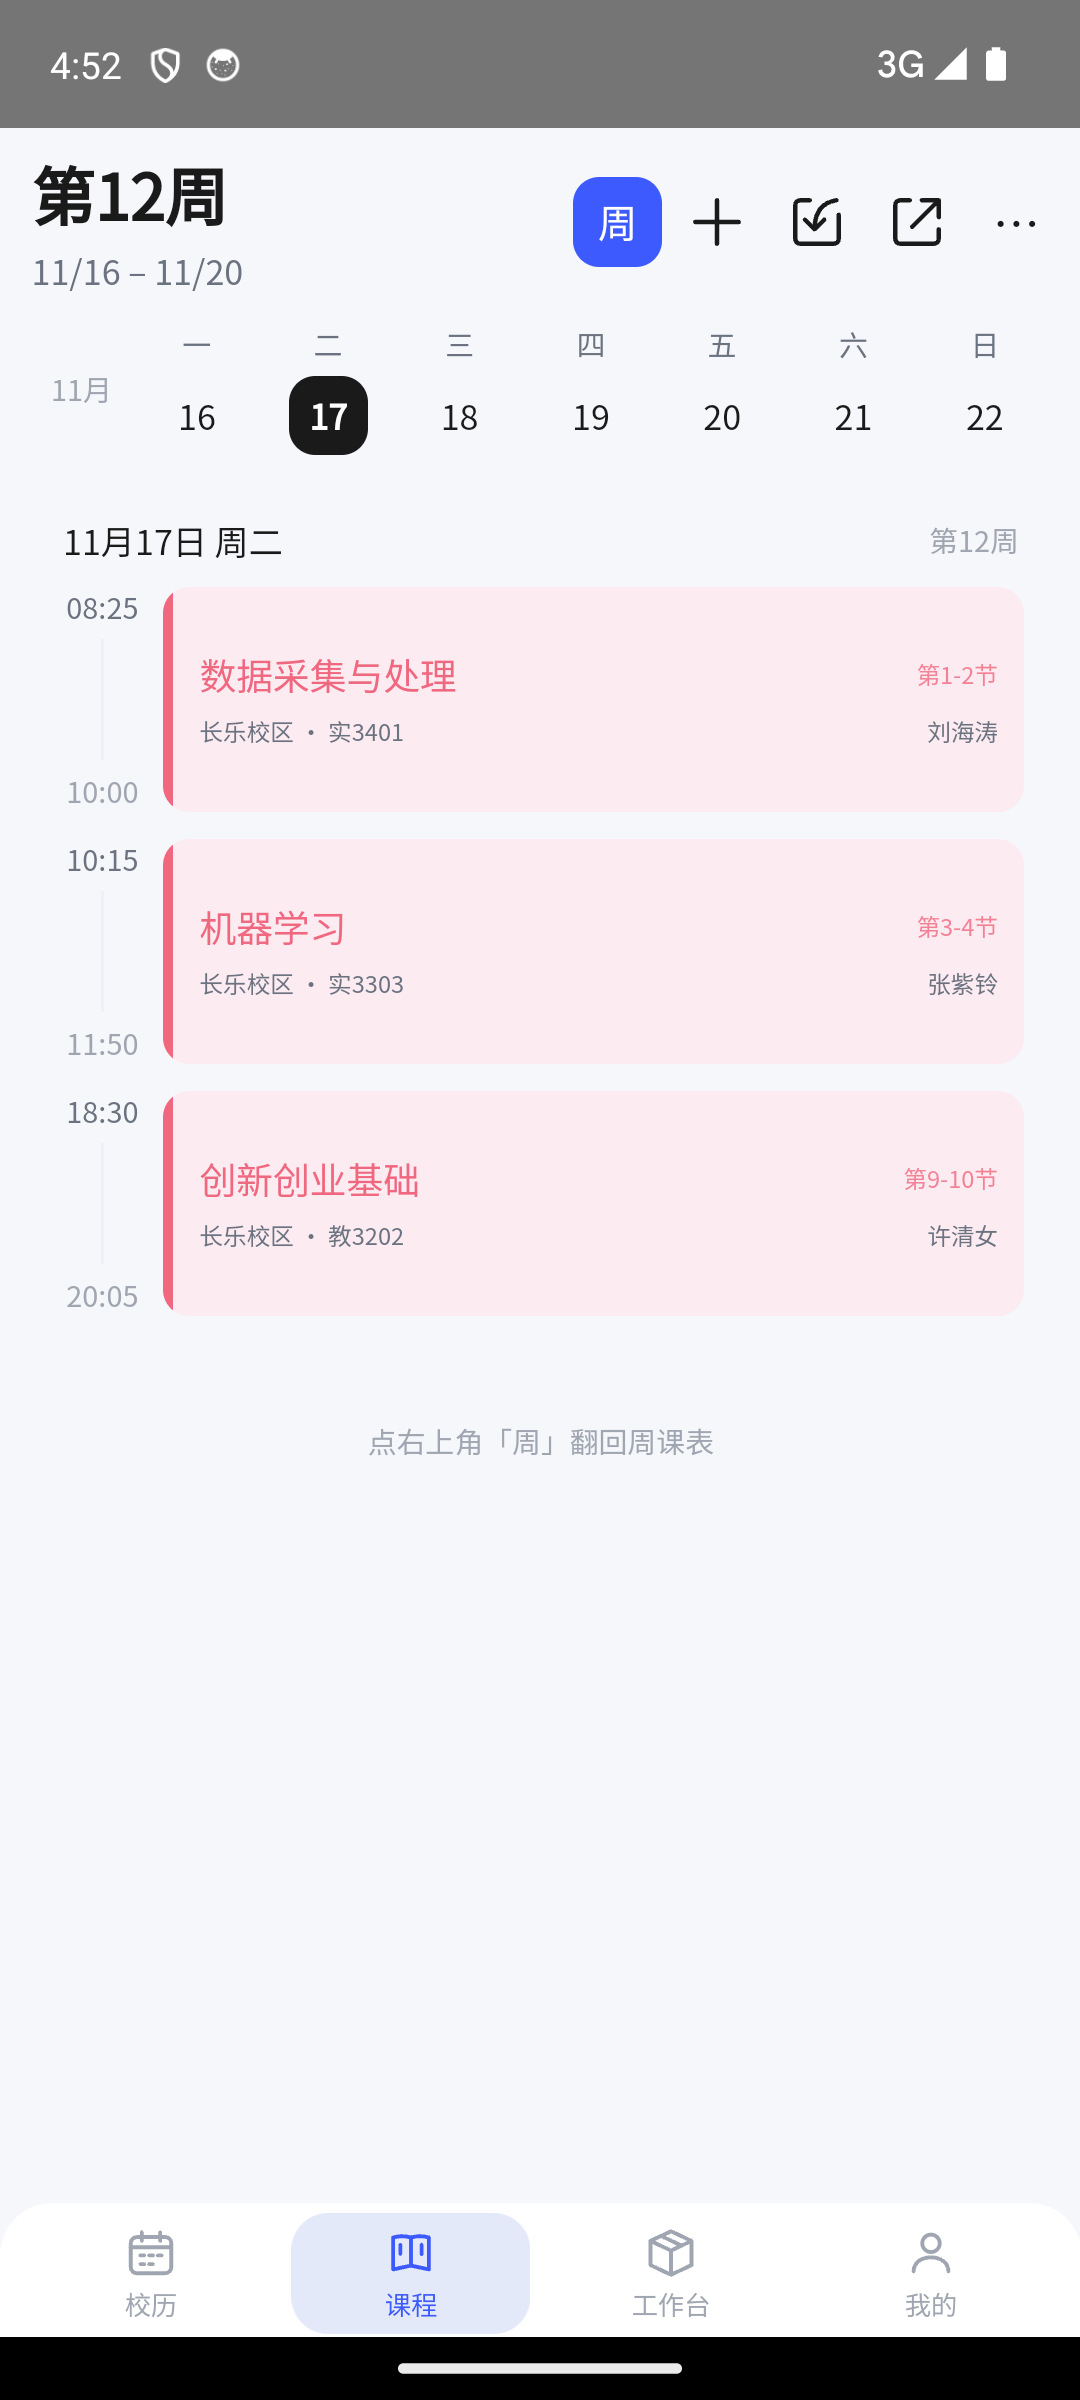 4:52
3G
第12周
11/16 – 11/20
周
一 二 三 四 五 六 日
11月
16 17 18 19 20 21 22
11月17日 周二
第12周
08:25
数据采集与处理
第1-2节
长乐校区 · 实3401
刘海涛
10:00
10:15
机器学习
第3-4节
长乐校区 · 实3303
张紫铃
11:50
18:30
创新创业基础
第9-10节
长乐校区 · 教3202
许清女
20:05
点右上角「周」翻回周课表
校历
课程
工作台
我的